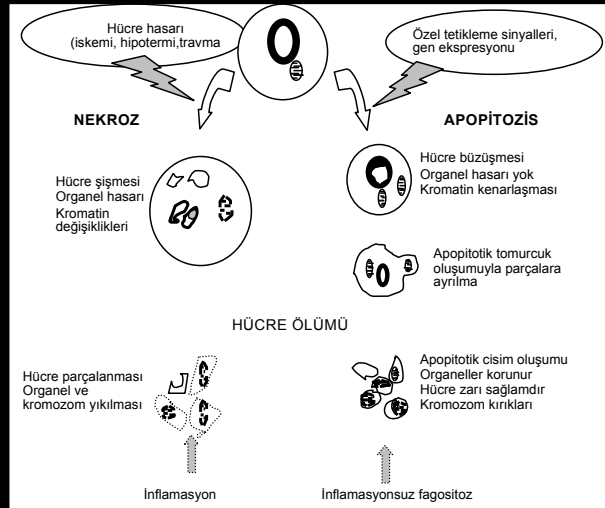 Hücre hasarı
(iskemi, hipotermi,travma
Özel tetikleme sinyalleri,
gen ekspresyonu
NEKROZ
APOPİTOZİS
Hücre şişmesi
Organel hasarı
Kromatin
değişiklikleri
Hücre büzüşmesi
Organel hasarı yok
Kromatin kenarlaşması
Apopitotik tomurcuk
oluşumuyla parçalara
ayrılma
HÜCRE ÖLÜMÜ
Hücre parçalanması
Organel ve
kromozom yıkılması
Apopitotik cisim oluşumu
Organeller korunur
Hücre zarı sağlamdır
Kromozom kırıkları
İnflamasyon
İnflamasyonsuz fagositoz